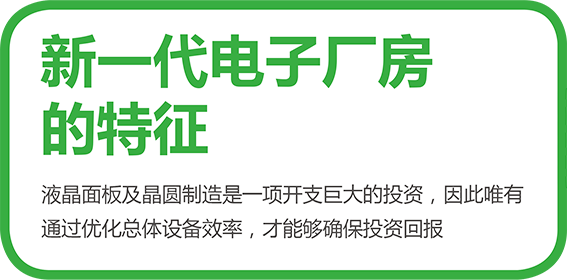 新一代电子厂房
的特征
液晶面板及晶圆制造是一项开支巨大的投资，因此唯有
通过优化总体设备效率，才能够确保投资回报